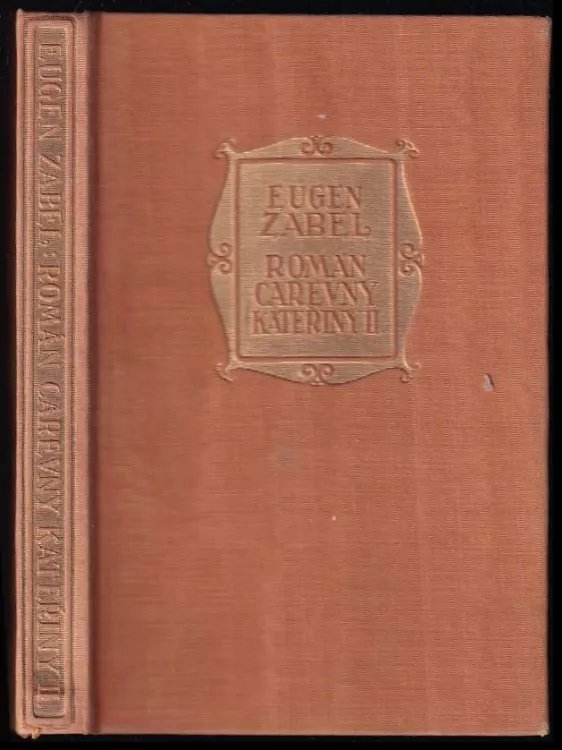 EUGEN ZABEL: ROMÁN CAREVNY KATEŘINY II
EUGEN
ZABEL
ROMÁN
CAREVNY
KATEŘINY II